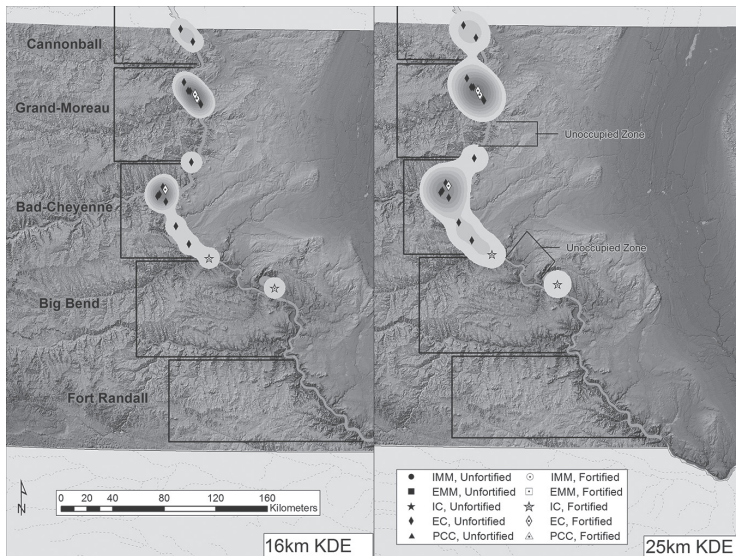 Cannonball
Grand-Moreau
Bad-Cheyenne
Big Bend
Fort Randall
N
0 20 40 80 120 160
Kilometers
16km KDE
Unoccupied Zone
Unoccupied Zone
IMM, Unfortified IMM, Fortified
EMM, Unfortified EMM, Fortified
IC, Unfortified IC, Fortified
EC, Unfortified EC, Fortified
PCC, Unfortified PCC, Fortified
25km KDE